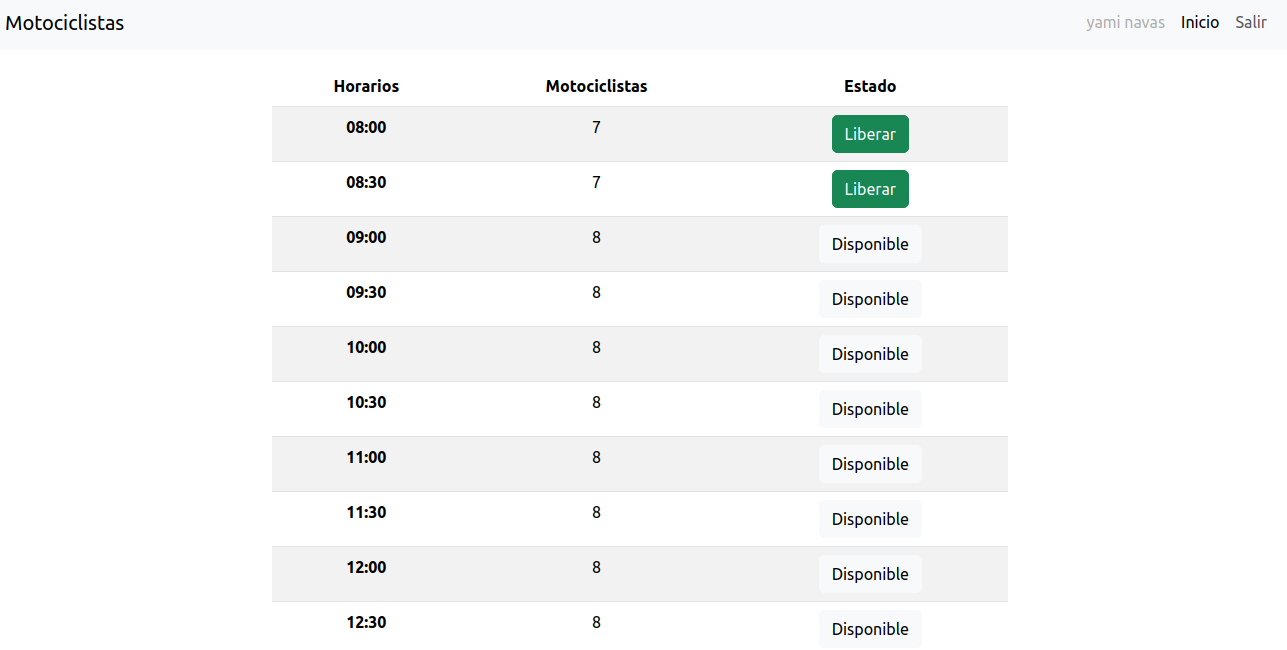 Motociclistas yami navas Inicio Salir
Horarios Motociclistas Estado
08:00 7 Liberar
08:30 7 Liberar
09:00 8 Disponible
09:30 8 Disponible
10:00 8 Disponible
10:30 8 Disponible
11:00 8 Disponible
11:30 8 Disponible
12:00 8 Disponible
12:30 8 Disponible